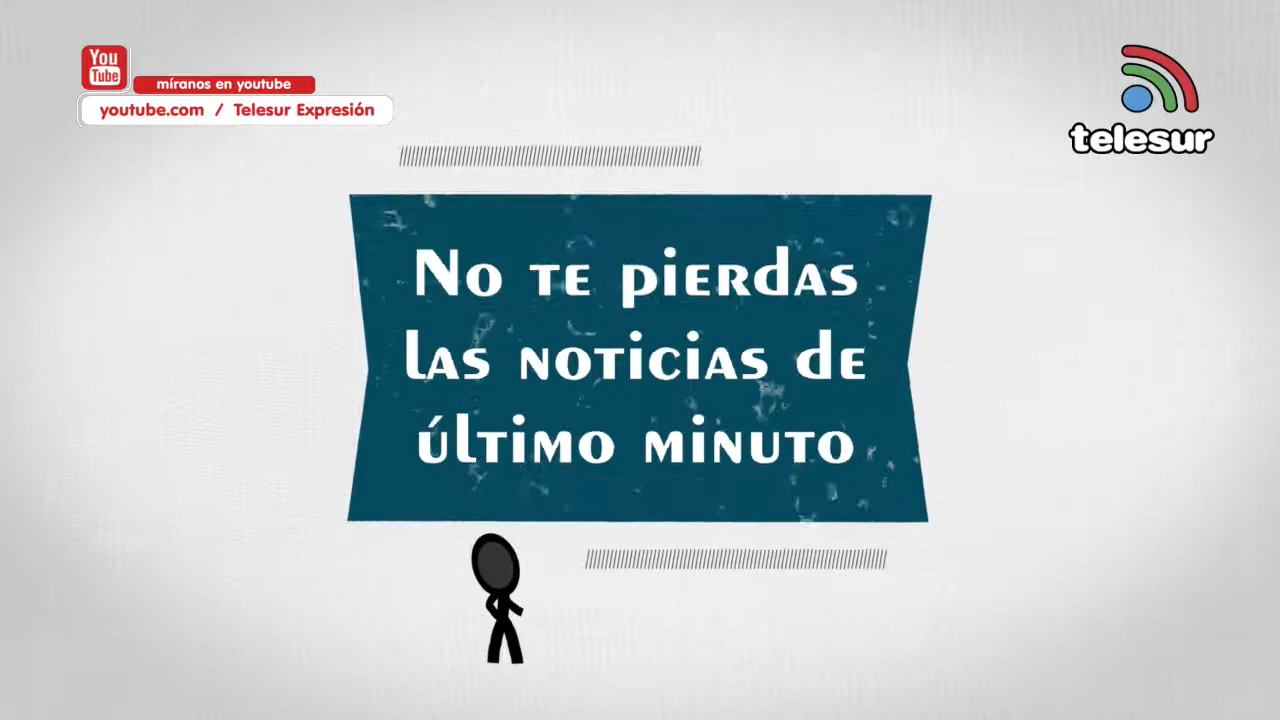 You
Tube
míranos en youtube
youtube.com / Telesur Expresión
telesur
No te pierdas
las noticias de
último minuto